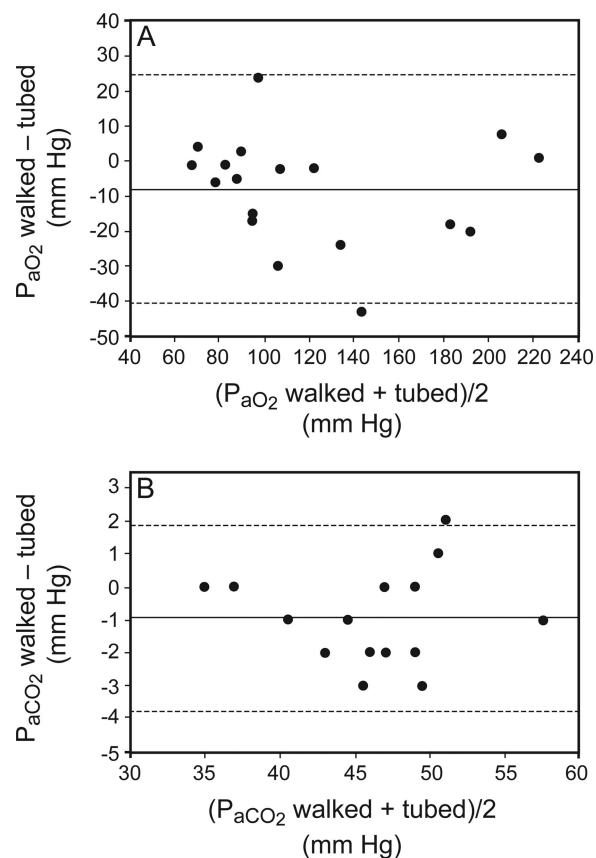 A
40
30
20
10
0
-10
-20
-30
-40
-50
40 60 80 100 120 140 160 180 200 220 240
PaO2 walked – tubed
(mm Hg)
(PaO2 walked + tubed)/2
(mm Hg)
B
3
2
1
0
-1
-2
-3
-4
-5
30 35 40 45 50 55 60
PaCO2 walked – tubed
(mm Hg)
(PaCO2 walked + tubed)/2
(mm Hg)